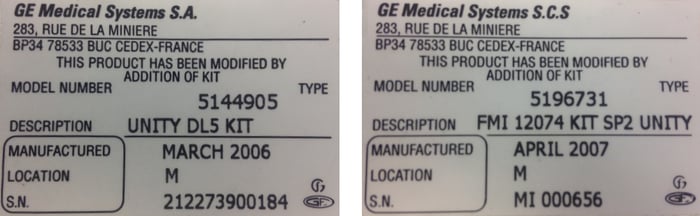 GE Medical Systems S.A.
283, RUE DE LA MINIERE
BP34 78533 BUC CEDEX-FRANCE
THIS PRODUCT HAS BEEN MODIFIED BY
ADDITION OF KIT
MODEL NUMBER TYPE
5144905
DESCRIPTION UNITY DL5 KIT
MANUFACTURED MARCH 2006
LOCATION M
S.N. 212273900184
GE Medical Systems S.C.S
283, RUE DE LA MINIERE
BP34 78533 BUC CEDEX-FRANCE
THIS PRODUCT HAS BEEN MODIFIED BY
ADDITION OF KIT
MODEL NUMBER TYPE
5196731
DESCRIPTION FMI 12074 KIT SP2 UNITY
MANUFACTURED APRIL 2007
LOCATION M
S.N. MI 000656